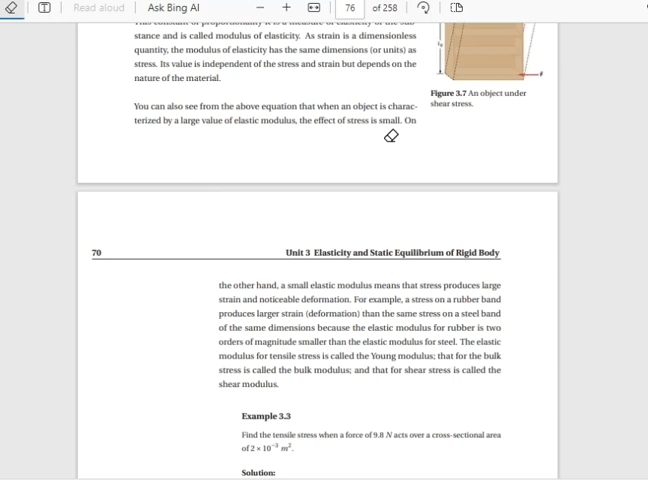 Read aloud
Ask Bing AI
76
of 258
stance and is called modulus of elasticity. As strain is a dimensionless
quantity, the modulus of elasticity has the same dimensions (or units) as
stress. Its value is independent of the stress and strain but depends on the
nature of the material.
Figure 3.7 An object under
shear stress.
You can also see from the above equation that when an object is charac-
terized by a large value of elastic modulus, the effect of stress is small. On
70
Unit 3 Elasticity and Static Equilibrium of Rigid Body
the other hand, a small elastic modulus means that stress produces large
strain and noticeable deformation. For example, a stress on a rubber band
produces larger strain (deformation) than the same stress on a steel band
of the same dimensions because the elastic modulus for rubber is two
orders of magnitude smaller than the elastic modulus for steel. The elastic
modulus for tensile stress is called the Young modulus; that for the bulk
stress is called the bulk modulus; and that for shear stress is called the
shear modulus.
Example 3.3
Find the tensile stress when a force of 9.8 N acts over a cross-sectional area
of 2 × 10⁻³ m².
Solution: